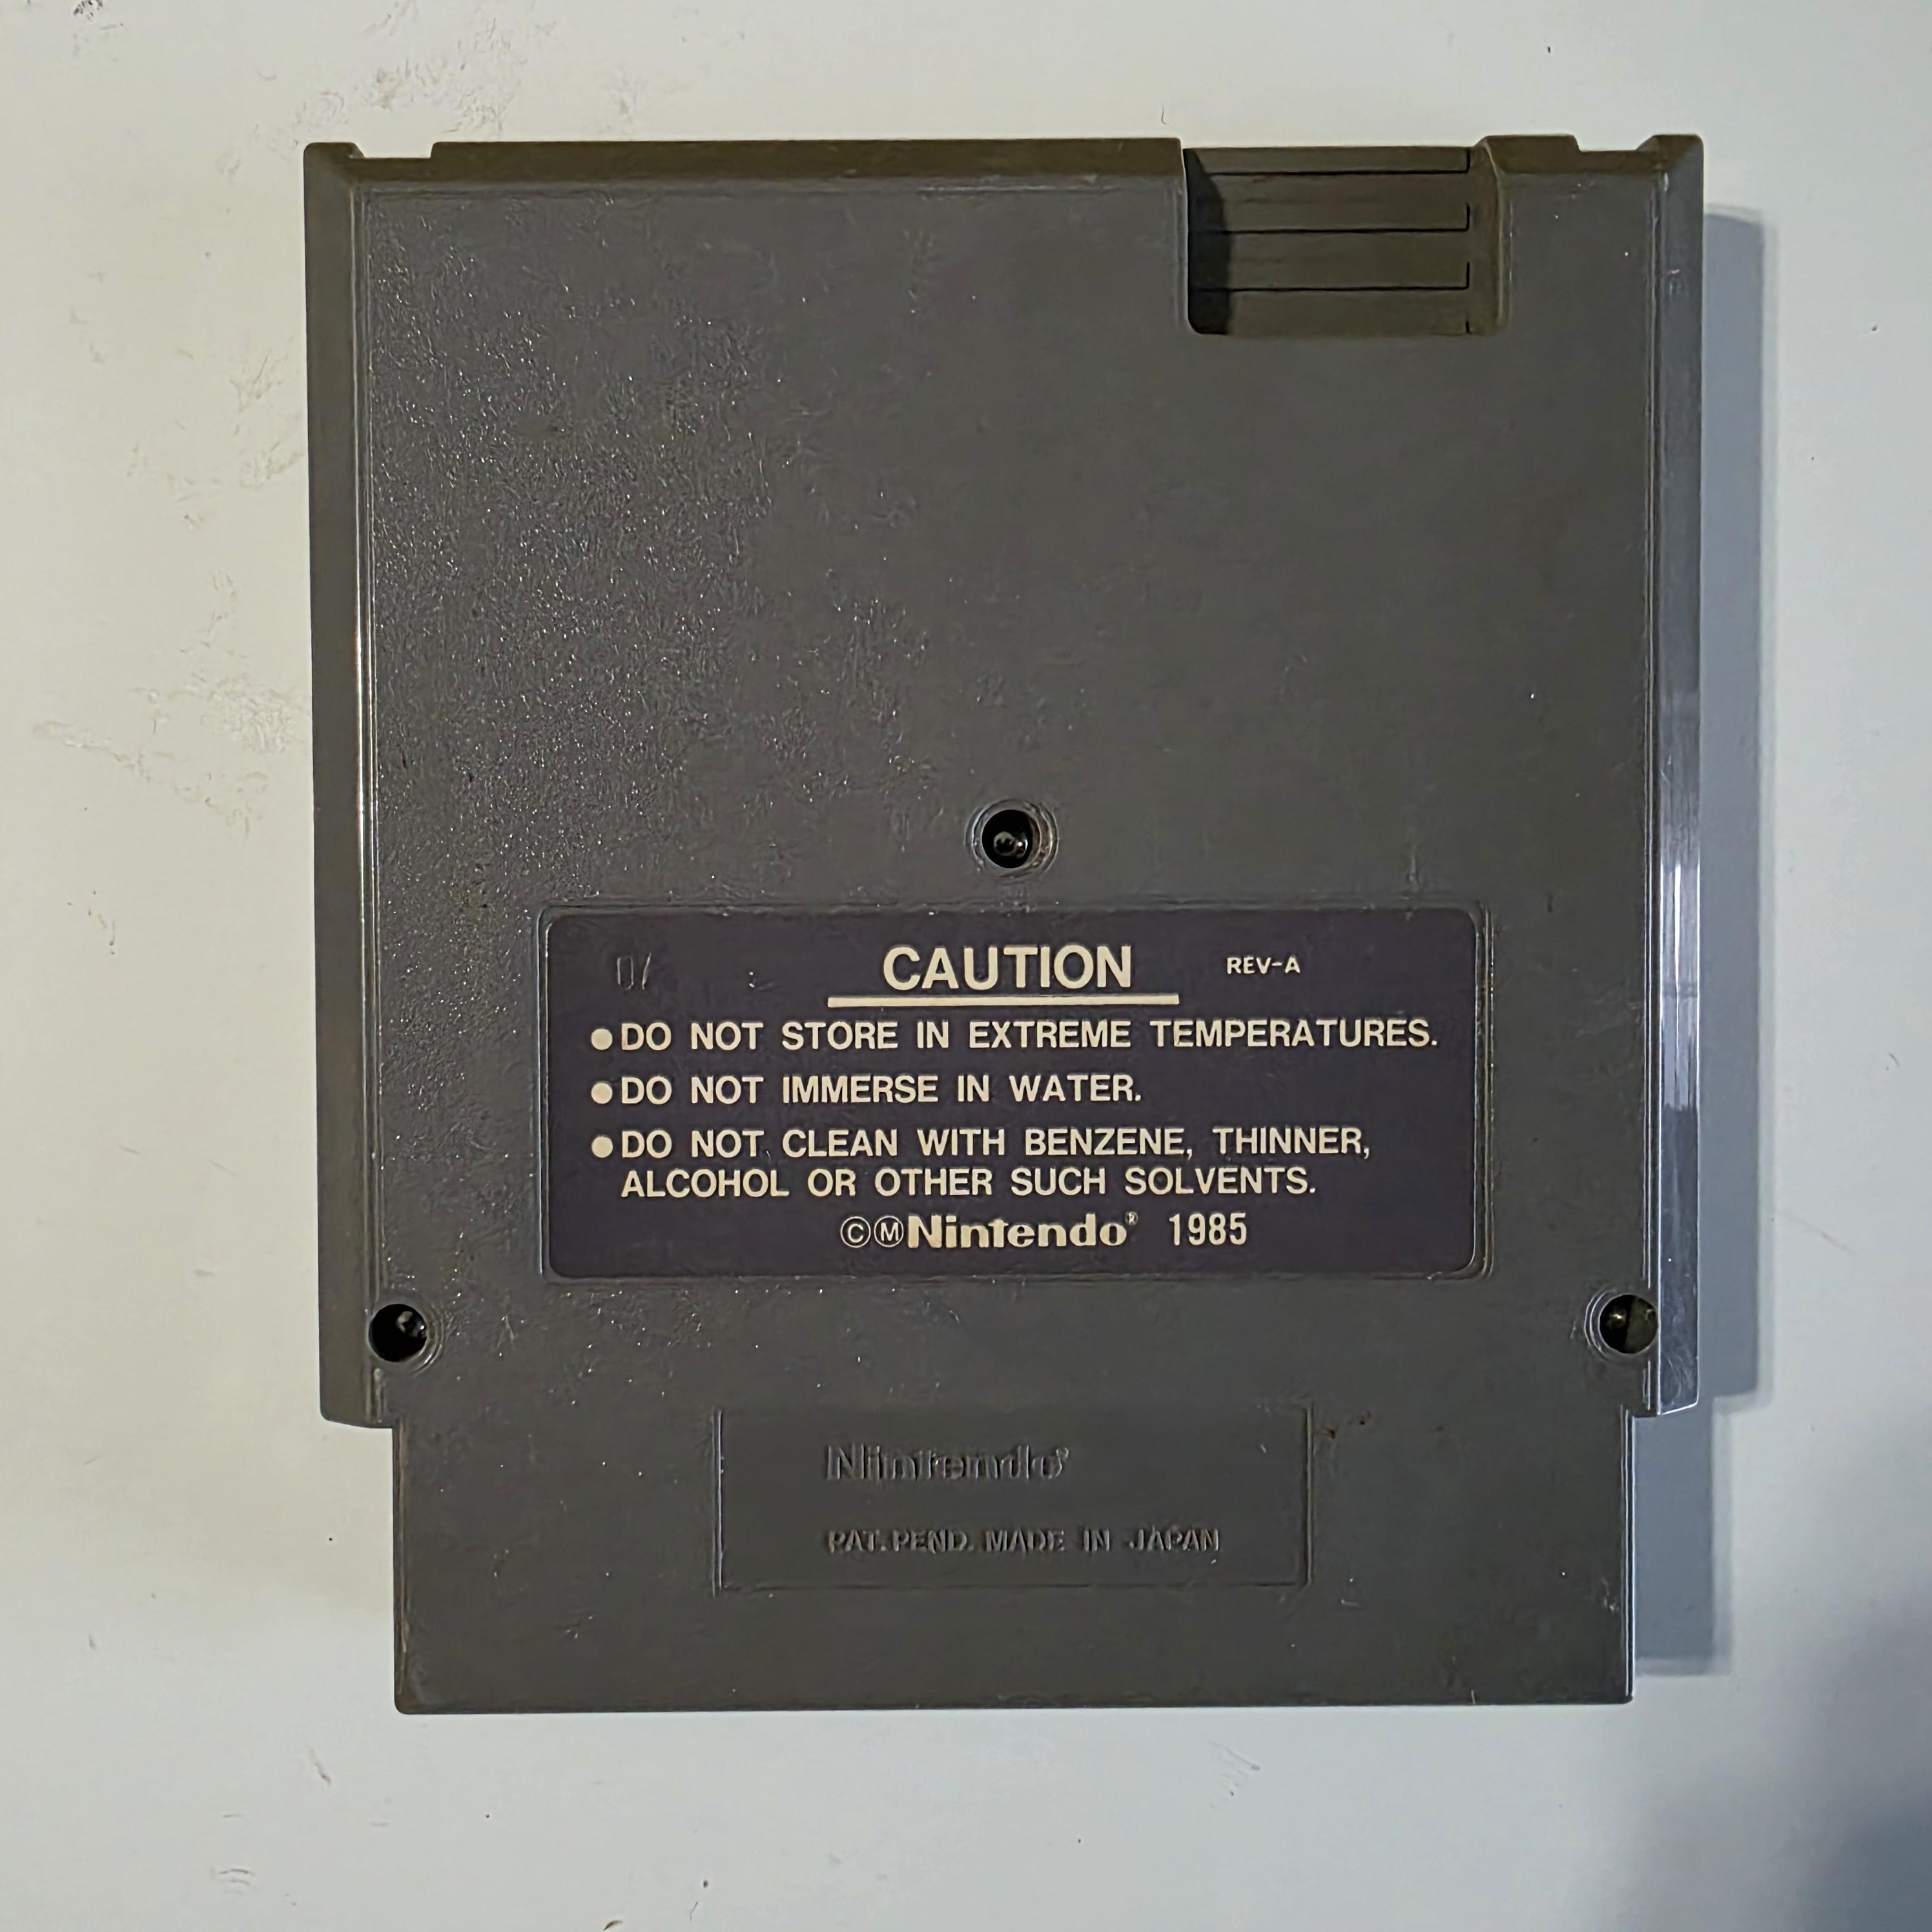 CAUTION REV-A
●DO NOT STORE IN EXTREME TEMPERATURES.
●DO NOT IMMERSE IN WATER.
●DO NOT CLEAN WITH BENZENE, THINNER,
ALCOHOL OR OTHER SUCH SOLVENTS.
©ⓂNintendo® 1985
Nintendo®
PAT. PEND. MADE IN JAPAN